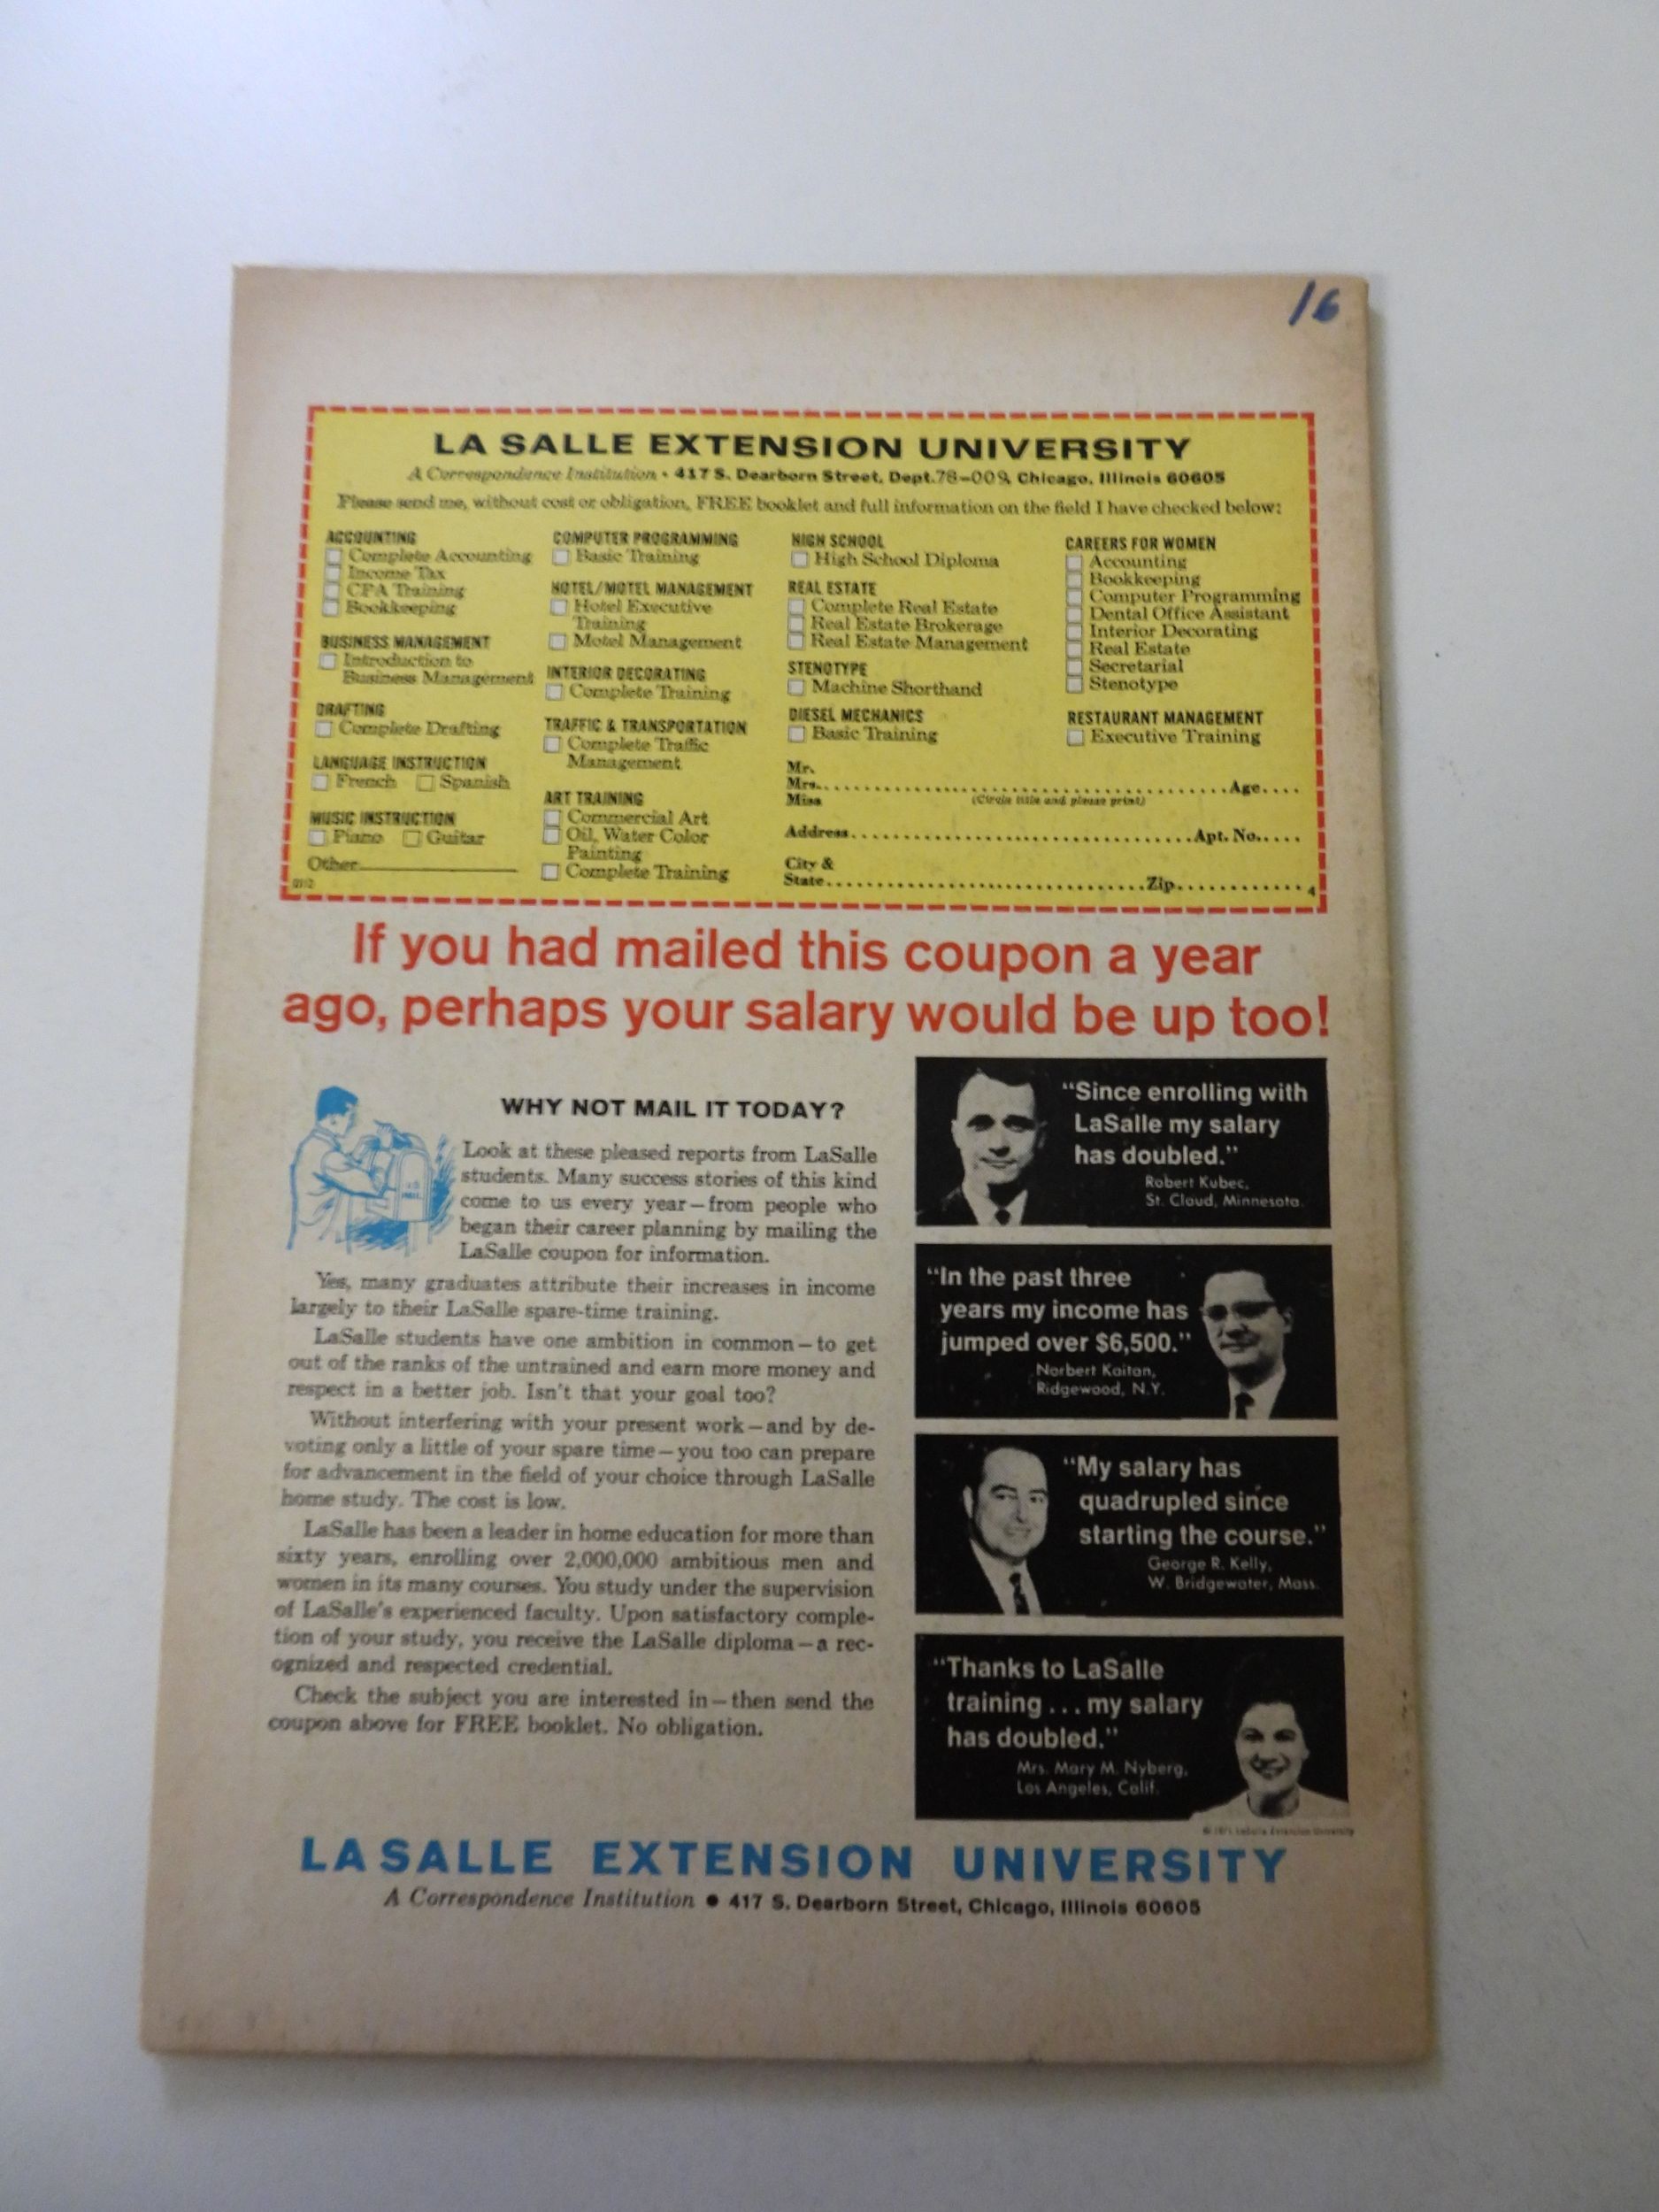 16
LA SALLE EXTENSION UNIVERSITY
A Correspondence Institution • 417 S. Dearborn Street, Dept. 78-009, Chicago, Illinois 60605
Please send me, without cost or obligation, FREE booklet and full information on the field I have checked below:
ACCOUNTING
Complete Accounting
Income Tax
CPA Training
Bookkeeping
BUSINESS MANAGEMENT
Introduction to
Business Management
DRAFTING
Complete Drafting
LANGUAGE INSTRUCTION
French Spanish
MUSIC INSTRUCTION
Piano Guitar
Other
COMPUTER PROGRAMMING
Basic Training
HOTEL/MOTEL MANAGEMENT
Hotel Executive
Training
Motel Management
INTERIOR DECORATING
Complete Training
TRAFFIC & TRANSPORTATION
Complete Traffic
Management
ART TRAINING
Commercial Art
Oil, Water Color
Painting
Complete Training
HIGH SCHOOL
High School Diploma
REAL ESTATE
Complete Real Estate
Real Estate Brokerage
Real Estate Management
STENOTYPE
Machine Shorthand
DIESEL MECHANICS
Basic Training
CAREERS FOR WOMEN
Accounting
Bookkeeping
Computer Programming
Dental Office Assistant
Interior Decorating
Real Estate
Secretarial
Stenotype
RESTAURANT MANAGEMENT
Executive Training
Mr.
Mrs. Age
Miss (Circle title and please print)
Address Apt. No.
City &
State Zip
4
If you had mailed this coupon a year
ago, perhaps your salary would be up too!
WHY NOT MAIL IT TODAY?
U.S.
MAIL
Look at these pleased reports from LaSalle
students. Many success stories of this kind
come to us every year—from people who
began their career planning by mailing the
LaSalle coupon for information.
Yes, many graduates attribute their increases in income
largely to their LaSalle spare-time training.
LaSalle students have one ambition in common—to get
out of the ranks of the untrained and earn more money and
respect in a better job. Isn't that your goal too?
Without interfering with your present work—and by de-
voting only a little of your spare time—you too can prepare
for advancement in the field of your choice through LaSalle
home study. The cost is low.
LaSalle has been a leader in home education for more than
sixty years, enrolling over 2,000,000 ambitious men and
women in its many courses. You study under the supervision
of LaSalle's experienced faculty. Upon satisfactory comple-
tion of your study, you receive the LaSalle diploma—a rec-
ognized and respected credential.
Check the subject you are interested in—then send the
coupon above for FREE booklet. No obligation.
"Since enrolling with
LaSalle my salary
has doubled."
Robert Kubec,
St. Cloud, Minnesota.
"In the past three
years my income has
jumped over $6,500."
Norbert Kaitan,
Ridgewood, N.Y.
"My salary has
quadrupled since
starting the course."
George R. Kelly,
W. Bridgewater, Mass.
"Thanks to LaSalle
training...my salary
has doubled."
Mrs. Mary M. Nyberg,
Los Angeles, Calif.
© 1971 LaSalle Extension University
LASALLE EXTENSION UNIVERSITY
A Correspondence Institution • 417 S. Dearborn Street, Chicago, Illinois 60605